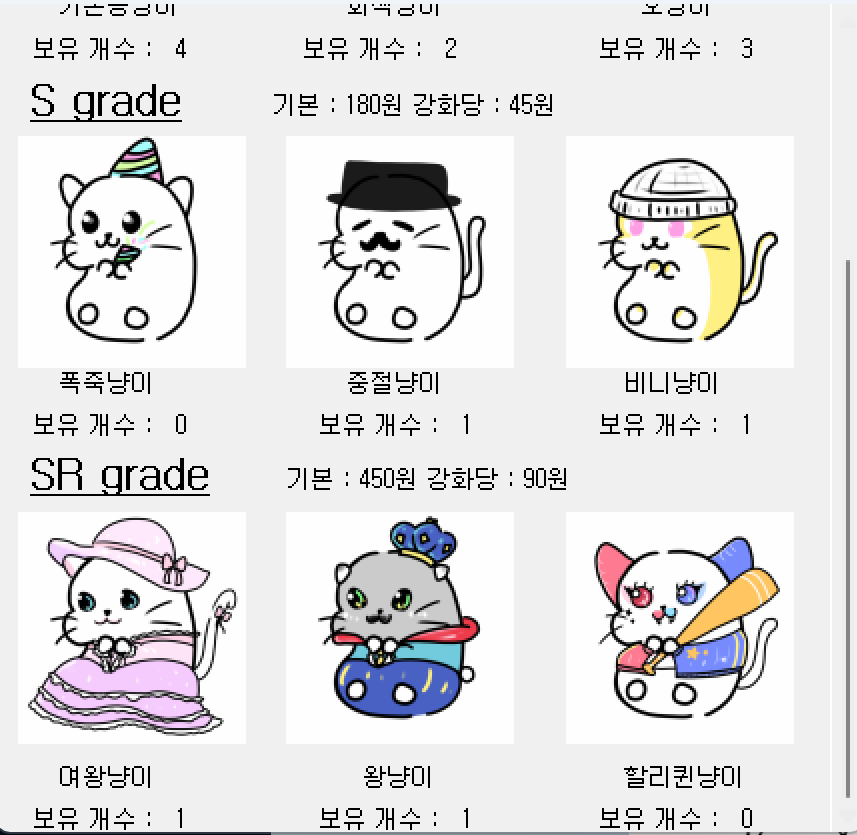 보유 개수 : 4 보유 개수 : 2 보유 개수 : 3
S grade 기본 : 180원 강화당 : 45원
폭죽냥이 중절냥이 비니냥이
보유 개수 : 0 보유 개수 : 1 보유 개수 : 1
SR grade 기본 : 450원 강화당 : 90원
여왕냥이 왕냥이 할리퀸냥이
보유 개수 : 1 보유 개수 : 1 보유 개수 : 0